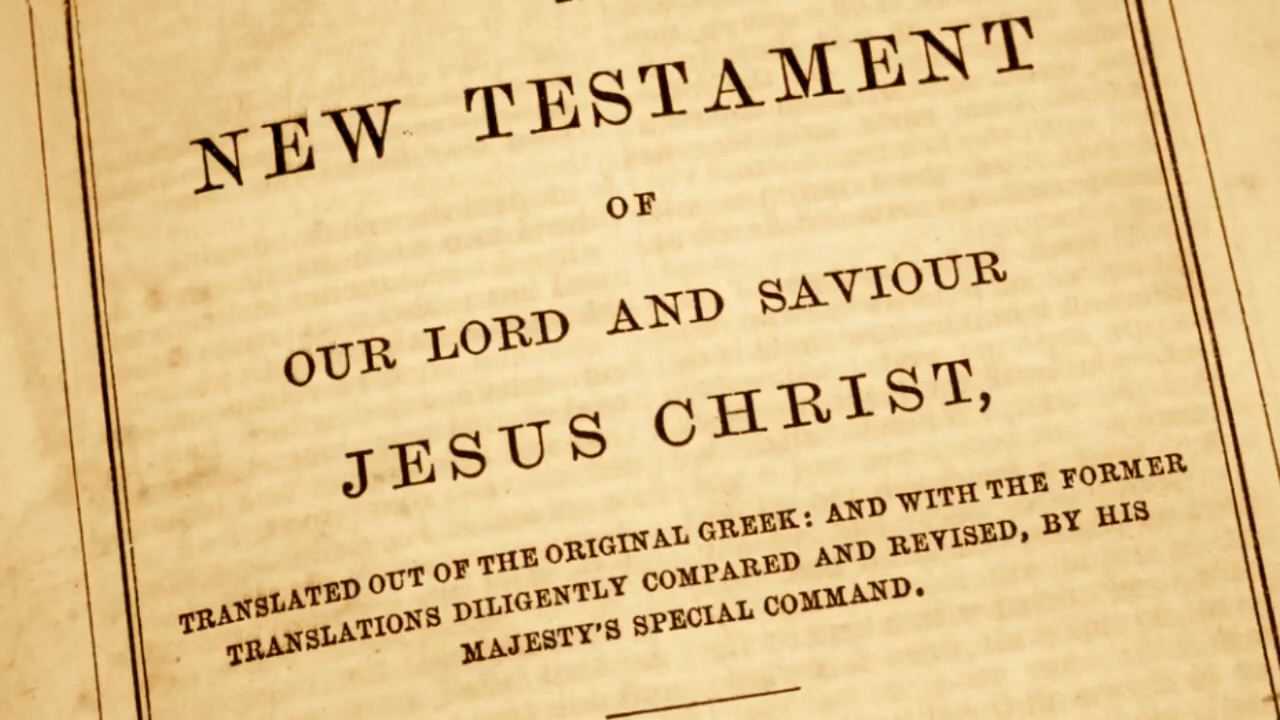 NEW TESTAMENT
OF
OUR LORD AND SAVIOUR
JESUS CHRIST,
TRANSLATED OUT OF THE ORIGINAL GREEK: AND WITH THE FORMER
TRANSLATIONS DILIGENTLY COMPARED AND REVISED, BY HIS
MAJESTY'S SPECIAL COMMAND.